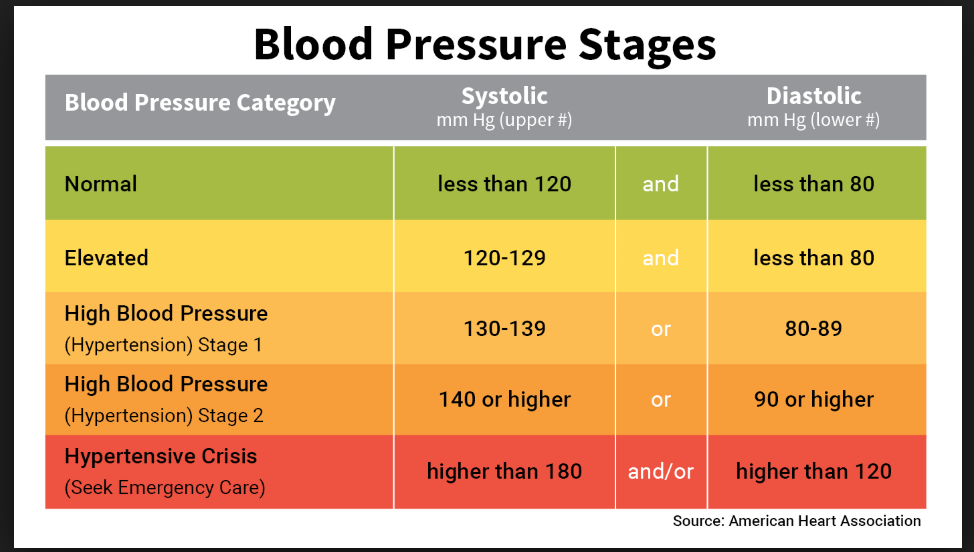 Blood Pressure Stages
Blood Pressure Category Systolic Diastolic
mm Hg (upper #) mm Hg (lower #)
Normal less than 120 and less than 80
Elevated 120-129 and less than 80
High Blood Pressure
(Hypertension) Stage 1 130-139 or 80-89
High Blood Pressure
(Hypertension) Stage 2 140 or higher or 90 or higher
Hypertensive Crisis
(Seek Emergency Care) higher than 180 and/or higher than 120
Source: American Heart Association